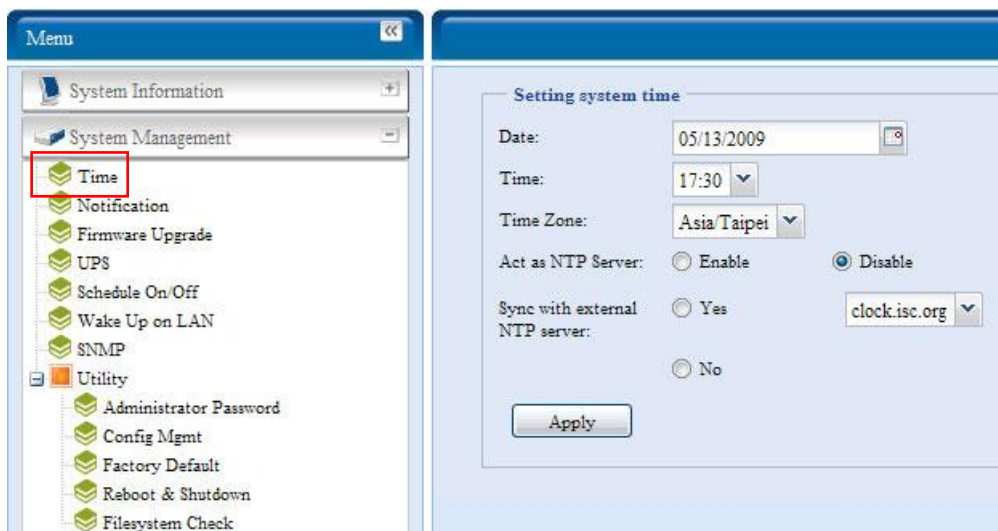 Menu
System Information
System Management
Time
Notification
Firmware Upgrade
UPS
Schedule On/Off
Wake Up on LAN
SNMP
Utility
Administrator Password
Config Mgmt
Factory Default
Reboot & Shutdown
Filesystem Check
Setting system time
Date: 05/13/2009
Time: 17:30
Time Zone: Asia/Taipei
Act as NTP Server: Enable Disable
Sync with external Yes clock.isc.org
NTP server:
No
Apply